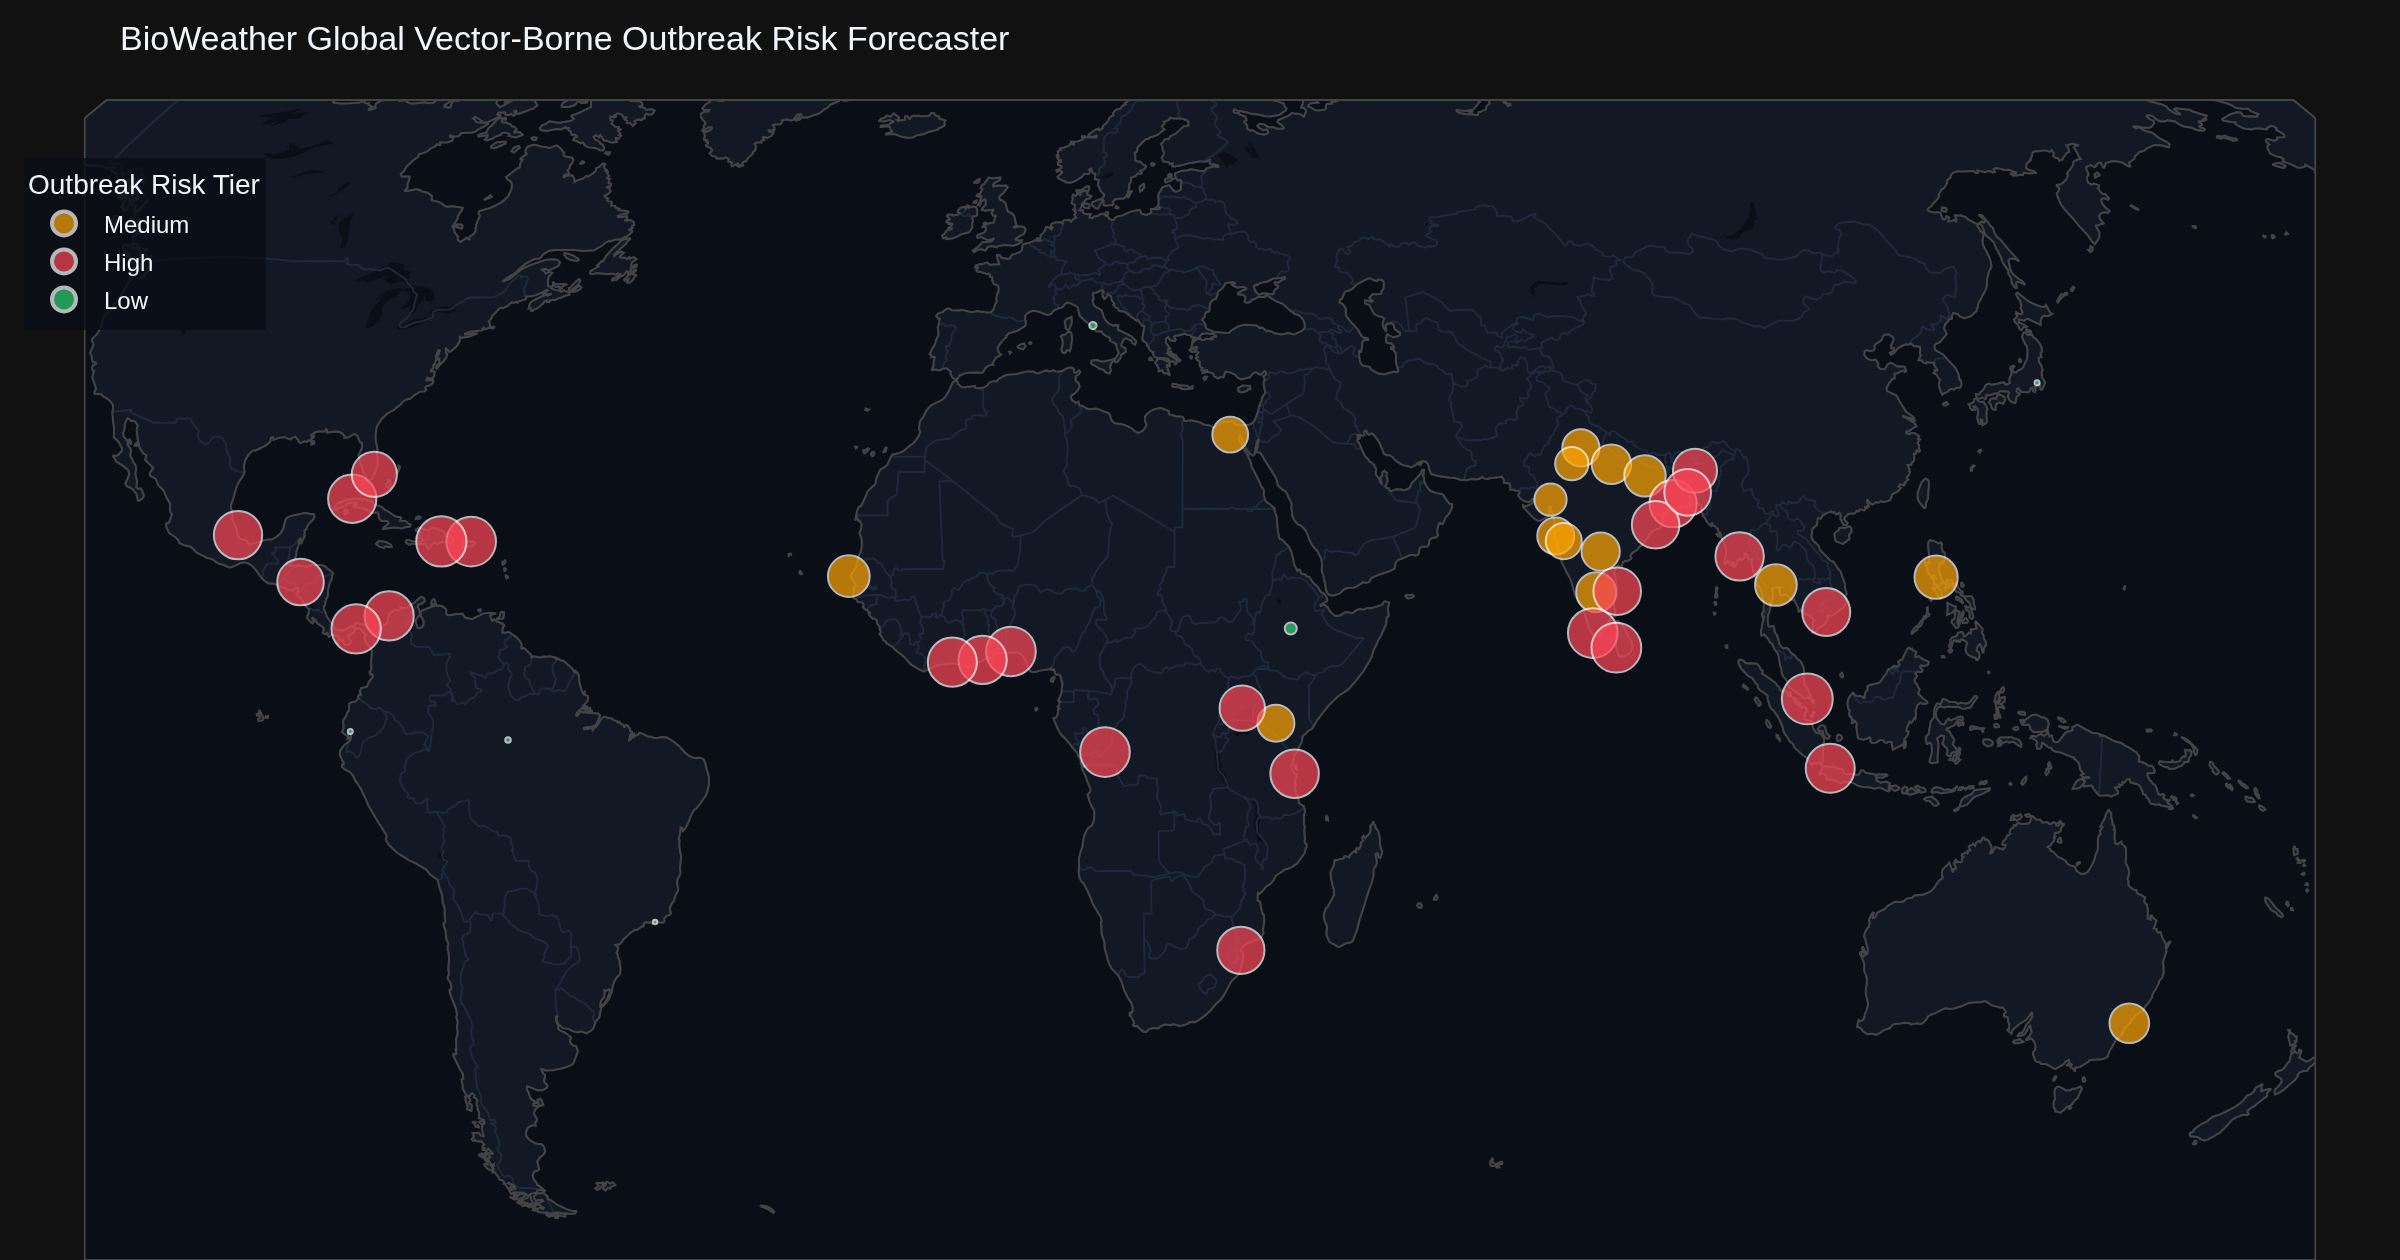 BioWeather Global Vector-Borne Outbreak Risk Forecaster
Outbreak Risk Tier
Medium
High
Low